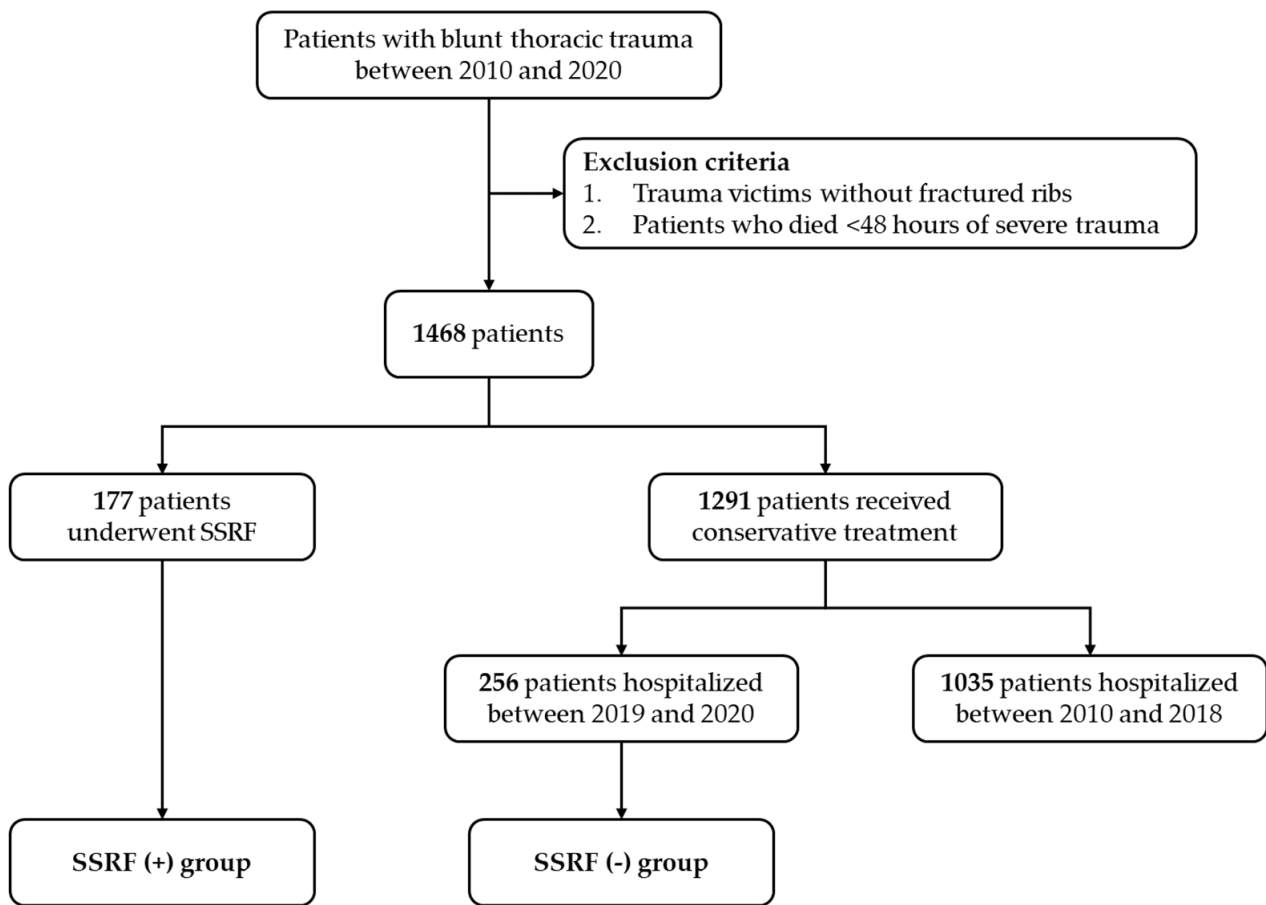 Patients with blunt thoracic trauma
between 2010 and 2020
Exclusion criteria
1. Trauma victims without fractured ribs
2. Patients who died <48 hours of severe trauma
1468 patients
177 patients
underwent SSRF
1291 patients received
conservative treatment
256 patients hospitalized
between 2019 and 2020
1035 patients hospitalized
between 2010 and 2018
SSRF (+) group
SSRF (-) group